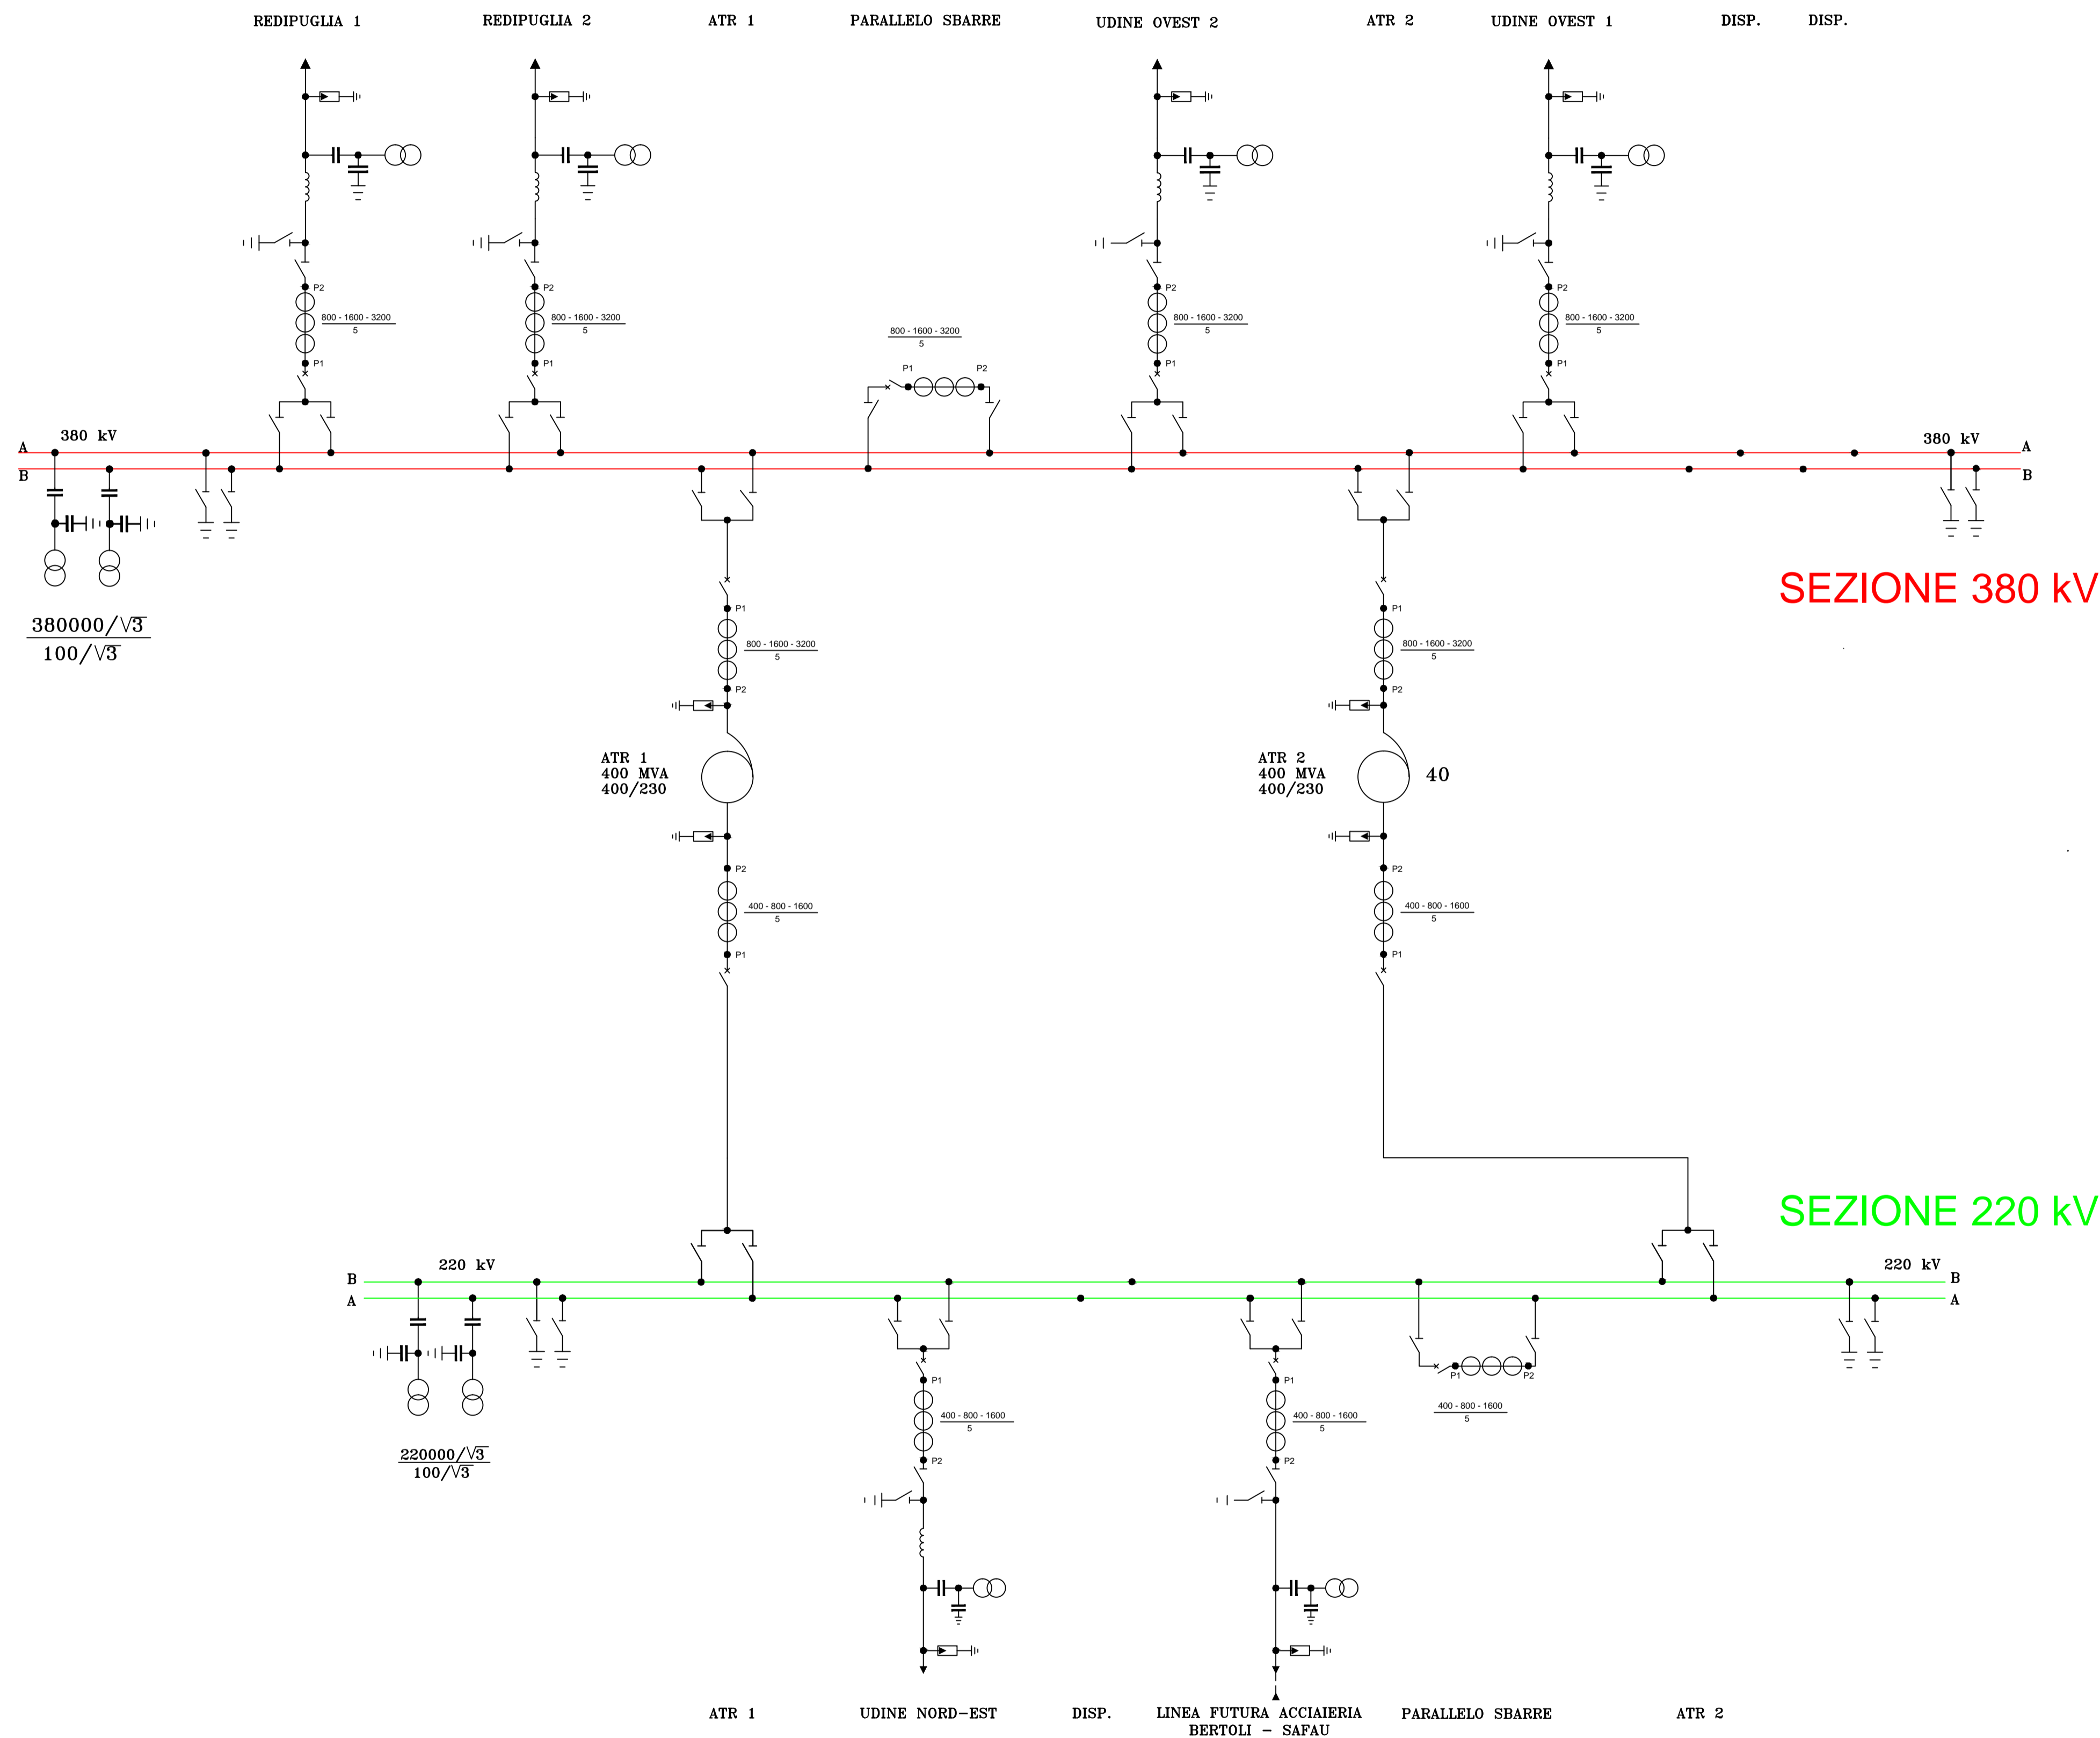 REDIPUGLIA 1 REDIPUGLIA 2 ATR 1 PARALLELO SBARRE UDINE OVEST 2 ATR 2 UDINE OVEST 1 DISP. DISP.
P2 P2 P2 P2
800 - 1600 - 3200 800 - 1600 - 3200 800 - 1600 - 3200 800 - 1600 - 3200
5 5 5 5
800 - 1600 - 3200
5
P1 P1 P1 P1
P1 P2
380 kV 380 kV
A A
B B
SEZIONE 380 kV
P1 P1
380000/√3
100/√3
800 - 1600 - 3200 800 - 1600 - 3200
5 5
P2 P2
ATR 1 ATR 2
400 MVA 400 MVA 40
400/230 400/230
P2 P2
400 - 800 - 1600 400 - 800 - 1600
5 5
P1 P1
SEZIONE 220 kV
220 kV 220 kV
B B
A A
P1 P1 P1 P2
400 - 800 - 1600 400 - 800 - 1600 400 - 800 - 1600
5 5 5
220000/√3
100/√3
P2 P2
ATR 1 UDINE NORD-EST DISP. LINEA FUTURA ACCIAIERIA PARALLELO SBARRE ATR 2
BERTOLI - SAFAU